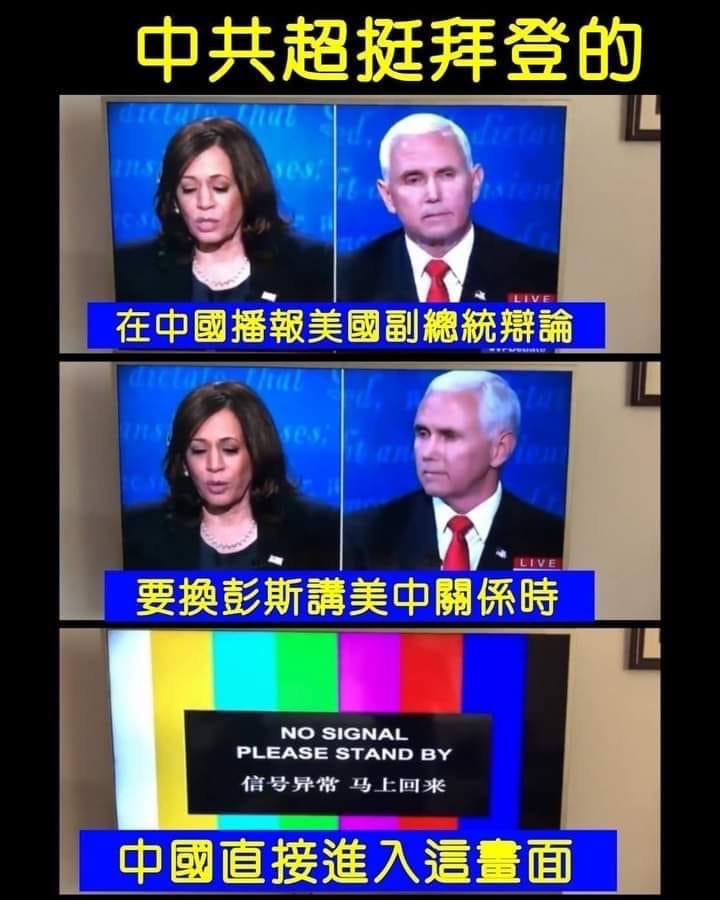 中共超挺拜登的
LIVE
在中國播報美國副總統辯論
LIVE
要換彭斯講美中關係時
NO SIGNAL
PLEASE STAND BY
信号异常 马上回来
中國直接進入這畫面